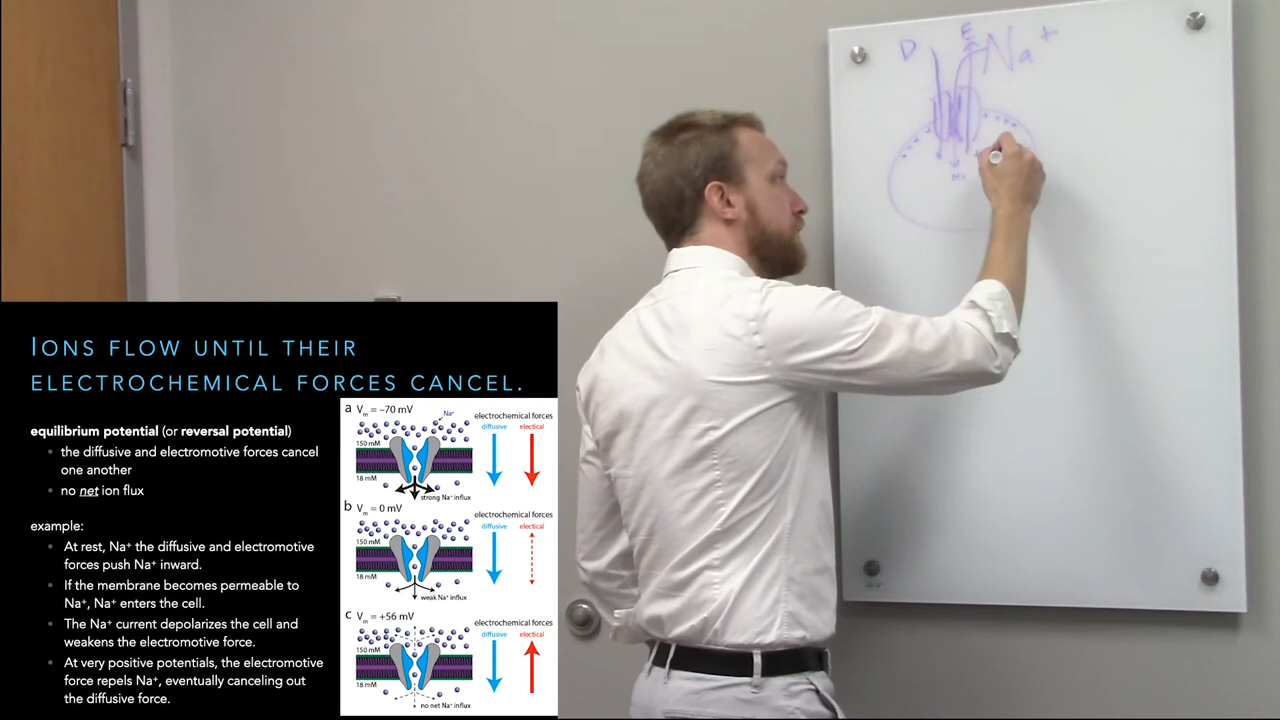 D
E
Na+
IONS FLOW UNTIL THEIR
ELECTROCHEMICAL FORCES CANCEL.
equilibrium potential (or reversal potential)
• the diffusive and electromotive forces cancel
one another
• no net ion flux
example:
• At rest, Na+ the diffusive and electromotive
forces push Na+ inward.
• If the membrane becomes permeable to
Na+, Na+ enters the cell.
• The Na+ current depolarizes the cell and
weakens the electromotive force.
• At very positive potentials, the electromotive
force repels Na+, eventually canceling out
the diffusive force.
a Vm = –70 mV
Na+
electrochemical forces
diffusive electical
150 mM
18 mM
strong Na+ influx
b Vm = 0 mV
electrochemical forces
diffusive electical
150 mM
18 mM
weak Na+ influx
c Vm = +56 mV
electrochemical forces
diffusive electical
150 mM
18 mM
no net Na+ influx